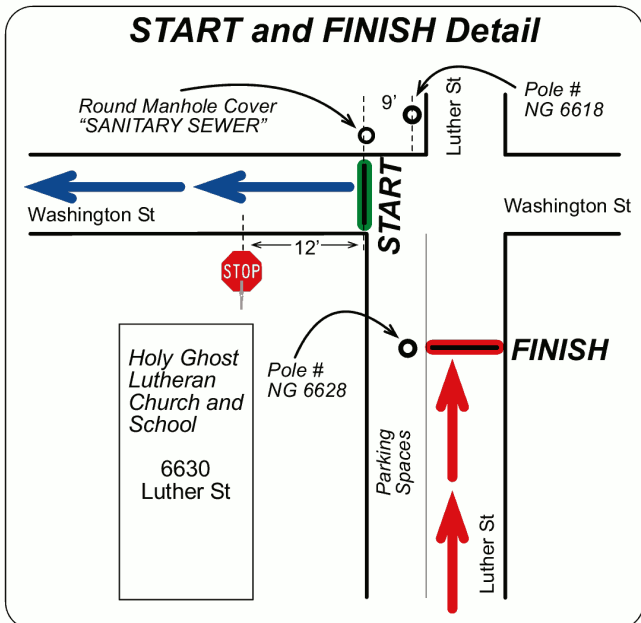 START and FINISH Detail
Round Manhole Cover
“SANITARY SEWER”
9’
Luther St
Pole #
NG 6618
START
Washington St
Washington St
12’
STOP
Pole #
NG 6628
FINISH
Holy Ghost
Lutheran
Church and
School
6630
Luther St
Parking
Spaces
Luther St